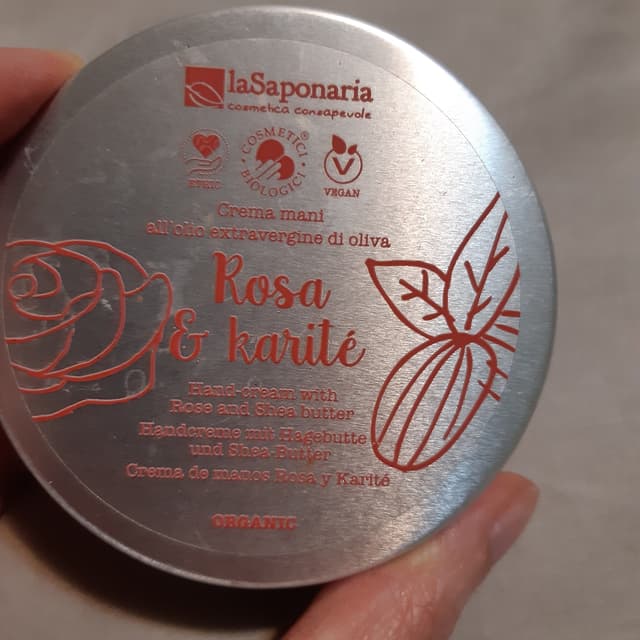 laSaponaria
cosmetica consapevole
ETHIC
COSMETICI BIOLOGICI
VEGAN
Crema mani
all'olio extravergine di oliva
Rosa
& karité
Hand cream with
Rose and Shea butter
Handcreme mit Hagebutte
und Shea-Butter
Crema de manos Rosa y Karité
ORGANIC